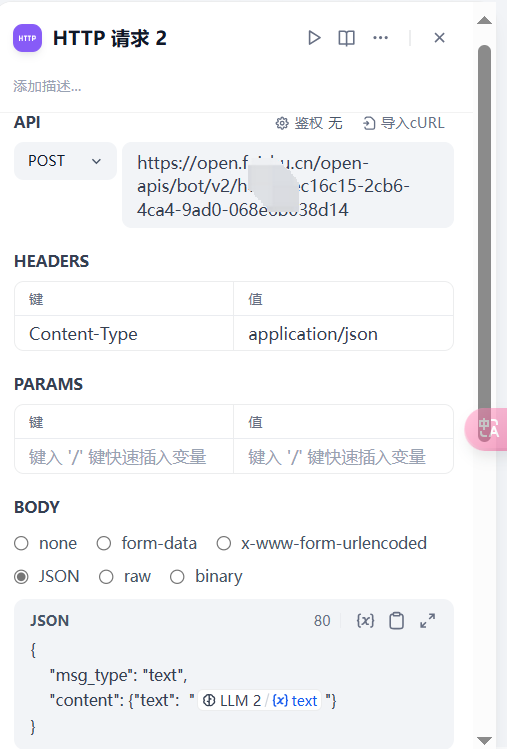 HTTP
HTTP 请求 2
添加描述...
API
鉴权 无
导入cURL
POST
cn/open-
apis/bot/v2/
ec16c15-2cb6-
4ca4-9ad0-
38d14
HEADERS
键 值
Content-Type application/json
PARAMS
键 值
键入 '/' 键快速插入变量 键入 '/' 键快速插入变量
BODY
none form-data x-www-form-urlencoded
JSON raw binary
JSON 80 {x}
{
"msg_type": "text",
"content": {"text": " LLM 2 / {x} text "}
}